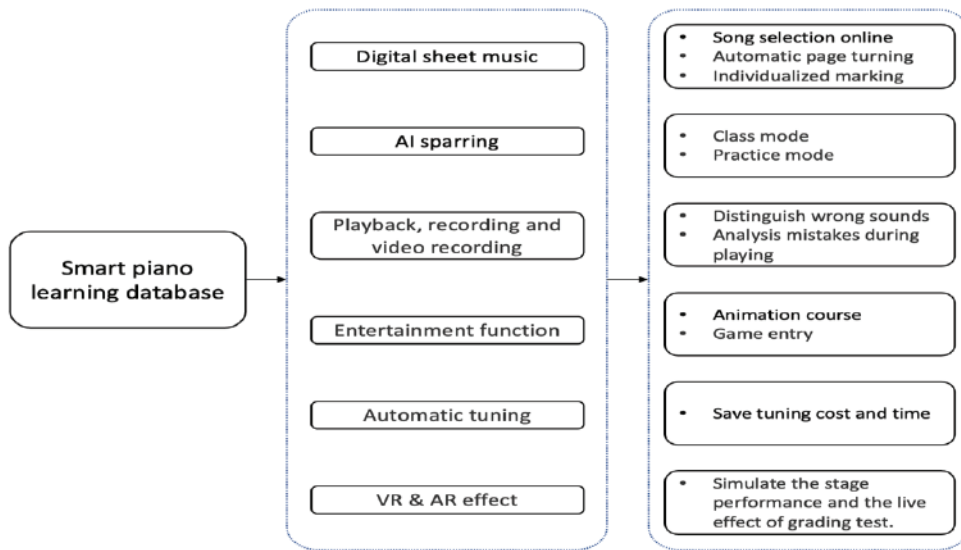 Smart piano
learning database
Digital sheet music
AI sparring
Playback, recording and
video recording
Entertainment function
Automatic tuning
VR & AR effect
• Song selection online
• Automatic page turning
• Individualized marking
• Class mode
• Practice mode
• Distinguish wrong sounds
• Analysis mistakes during
playing
• Animation course
• Game entry
• Save tuning cost and time
• Simulate the stage
performance and the live
effect of grading test.